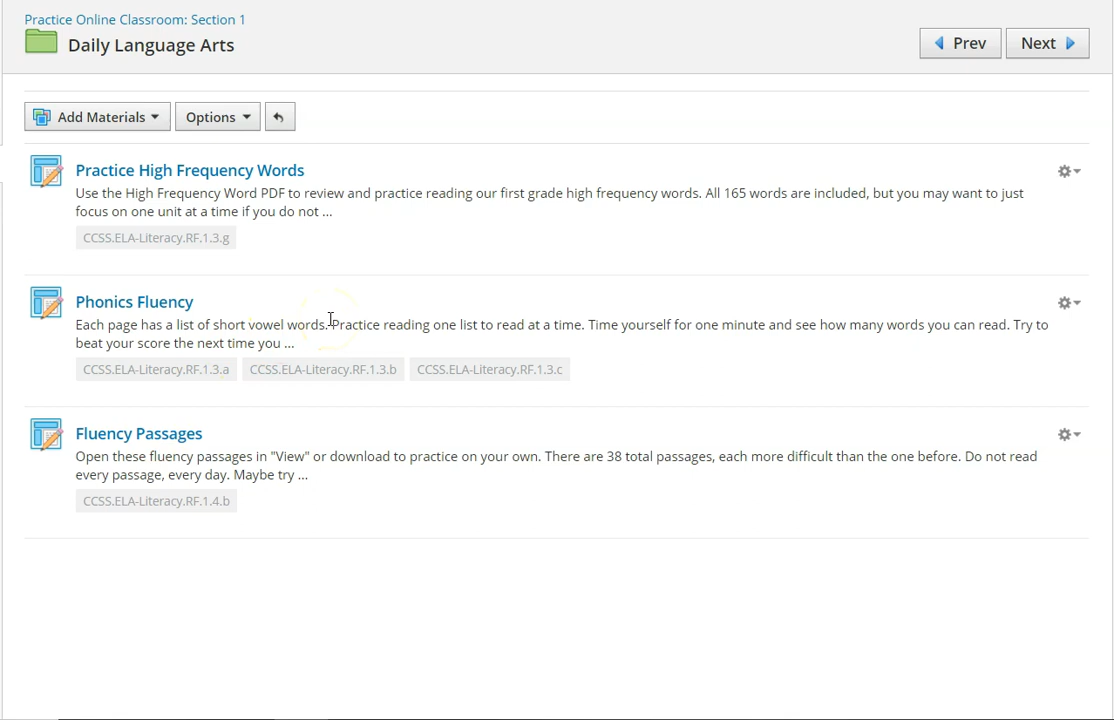 Practice Online Classroom: Section 1
Daily Language Arts
Prev
Next
Add Materials
Options
Practice High Frequency Words
Use the High Frequency Word PDF to review and practice reading our first grade high frequency words. All 165 words are included, but you may want to just
focus on one unit at a time if you do not ...
CCSS.ELA-Literacy.RF.1.3.g
Phonics Fluency
Each page has a list of short vowel words. Practice reading one list to read at a time. Time yourself for one minute and see how many words you can read. Try to
beat your score the next time you ...
CCSS.ELA-Literacy.RF.1.3.a CCSS.ELA-Literacy.RF.1.3.b CCSS.ELA-Literacy.RF.1.3.c
Fluency Passages
Open these fluency passages in "View" or download to practice on your own. There are 38 total passages, each more difficult than the one before. Do not read
every passage, every day. Maybe try ...
CCSS.ELA-Literacy.RF.1.4.b